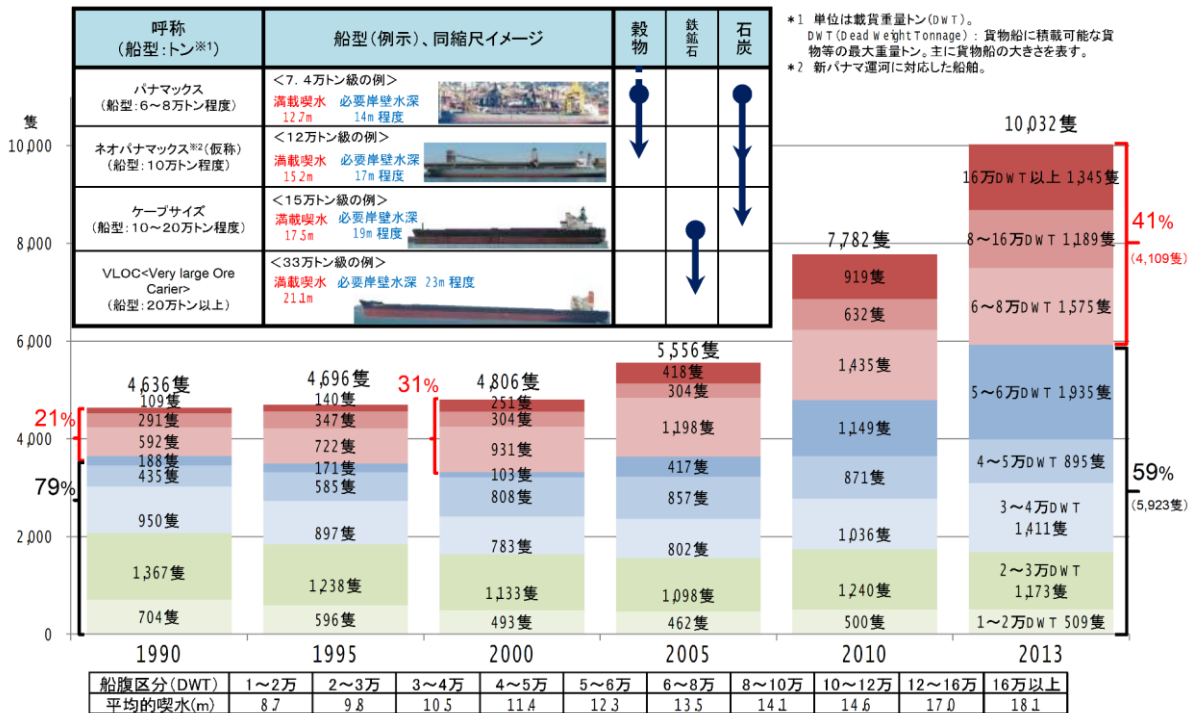 呼称
(船型:トン※1)
船型(例示)、同縮尺イメージ
穀物
鉄鉱石
石炭
パナマックス
(船型:6～8万トン程度)
<7.4万トン級の例>
満載喫水 必要岸壁水深
12.7m 14m程度
ネオパナマックス※2(仮称)
(船型:10万トン程度)
<12万トン級の例>
満載喫水 必要岸壁水深
15.2m 17m程度
ケープサイズ
(船型:10～20万トン程度)
<15万トン級の例>
満載喫水 必要岸壁水深
17.5m 19m程度
VLOC<Very large Ore
Carier>
(船型:20万トン以上)
<33万トン級の例>
満載喫水 必要岸壁水深 23m程度
21.1m
*1 単位は載貨重量トン(DWT)。
DWT(Dead Weight Tonnage):貨物船に積載可能な貨
物等の最大重量トン。主に貨物船の大きさを表す。
*2 新パナマ運河に対応した船舶。
隻
10,000
8,000
6,000
4,000
2,000
0
4,636隻
109隻
291隻
592隻
188隻
435隻
950隻
1,367隻
704隻
21%
79%
1990
4,696隻
140隻
347隻
722隻
171隻
585隻
897隻
1,238隻
596隻
1995
31%
4,806隻
251隻
304隻
931隻
103隻
808隻
783隻
1,133隻
493隻
2000
5,556隻
418隻
304隻
1,198隻
417隻
857隻
802隻
1,098隻
462隻
2005
7,782隻
919隻
632隻
1,435隻
1,149隻
871隻
1,036隻
1,240隻
500隻
2010
10,032隻
16万DWT以上 1,345隻
8～16万DWT 1,189隻
6～8万DWT 1,575隻
5～6万DWT 1,935隻
4～5万DWT 895隻
3～4万DWT
1,411隻
2～3万DWT
1,173隻
1～2万DWT 509隻
2013
41%
(4,109隻)
59%
(5,923隻)
船腹区分(DWT) 1～2万 2～3万 3～4万 4～5万 5～6万 6～8万 8～10万 10～12万 12～16万 16万以上
平均的喫水(m) 8.7 9.8 10.5 11.4 12.3 13.5 14.1 14.6 17.0 18.1